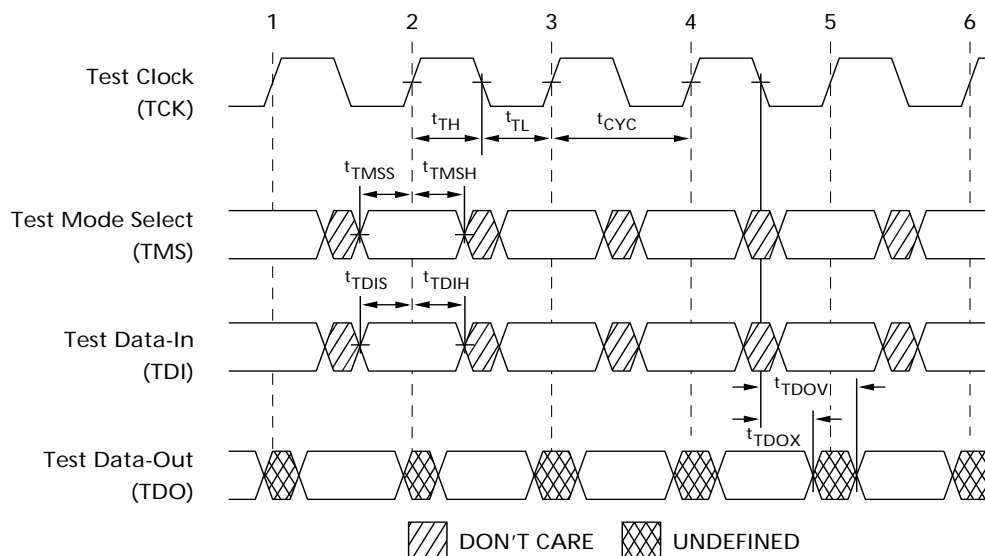 1 2 3 4 5 6
Test Clock
(TCK)
tTH tTL tCYC
tTMSS tTMSH
Test Mode Select
(TMS)
tTDIS tTDIH
Test Data-In
(TDI)
tTDOV
tTDOX
Test Data-Out
(TDO)
DON'T CARE UNDEFINED